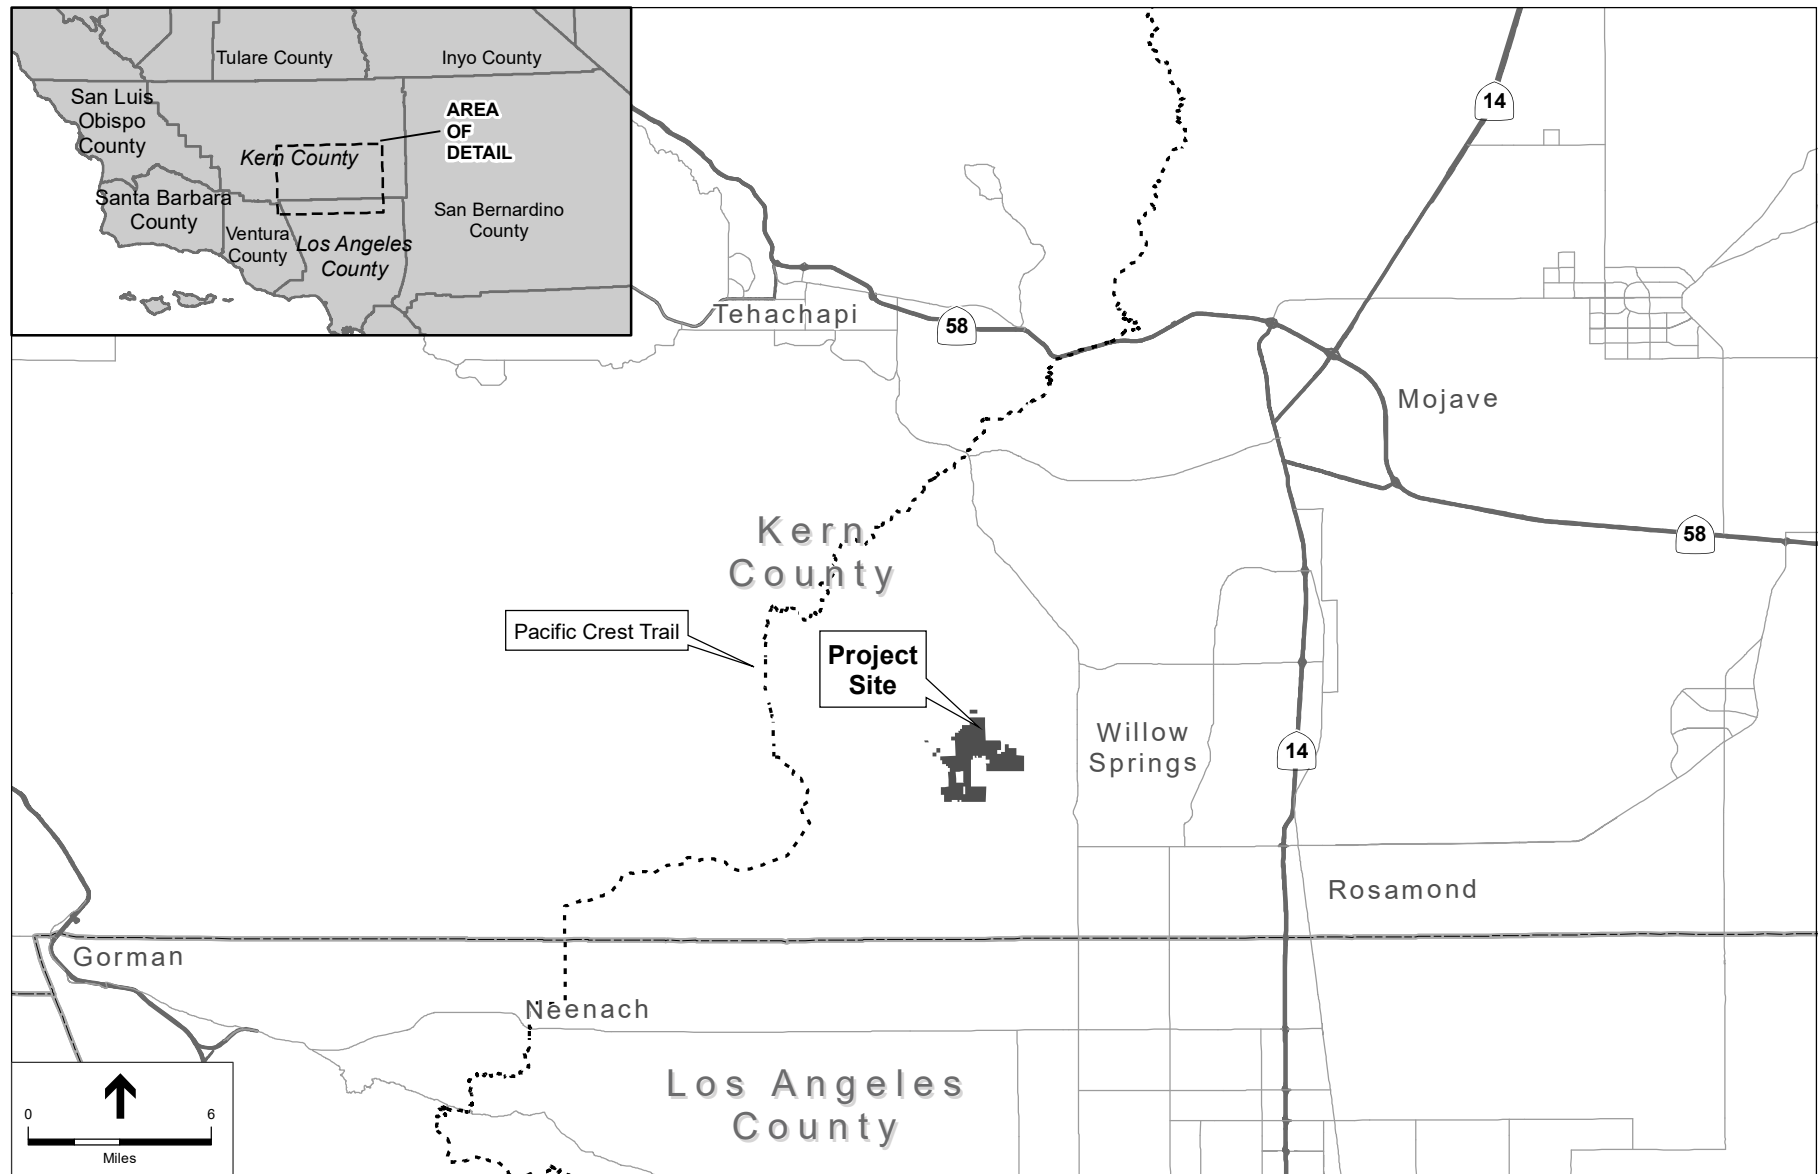 Tulare County
Inyo County
San Luis
Obispo
County
AREA
OF
DETAIL
Kern County
Santa Barbara
County
San Bernardino
County
Ventura
County
Los Angeles
County
14
Tehachapi
58
Mojave
Kern
County
58
Pacific Crest Trail
Project
Site
Willow
Springs
14
Rosamond
Gorman
Neenach
Los Angeles
County
0 6
Miles